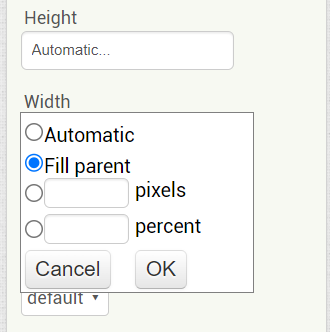 Height
Automatic...
Width
Automatic
Fill parent
pixels
percent
Cancel OK
default